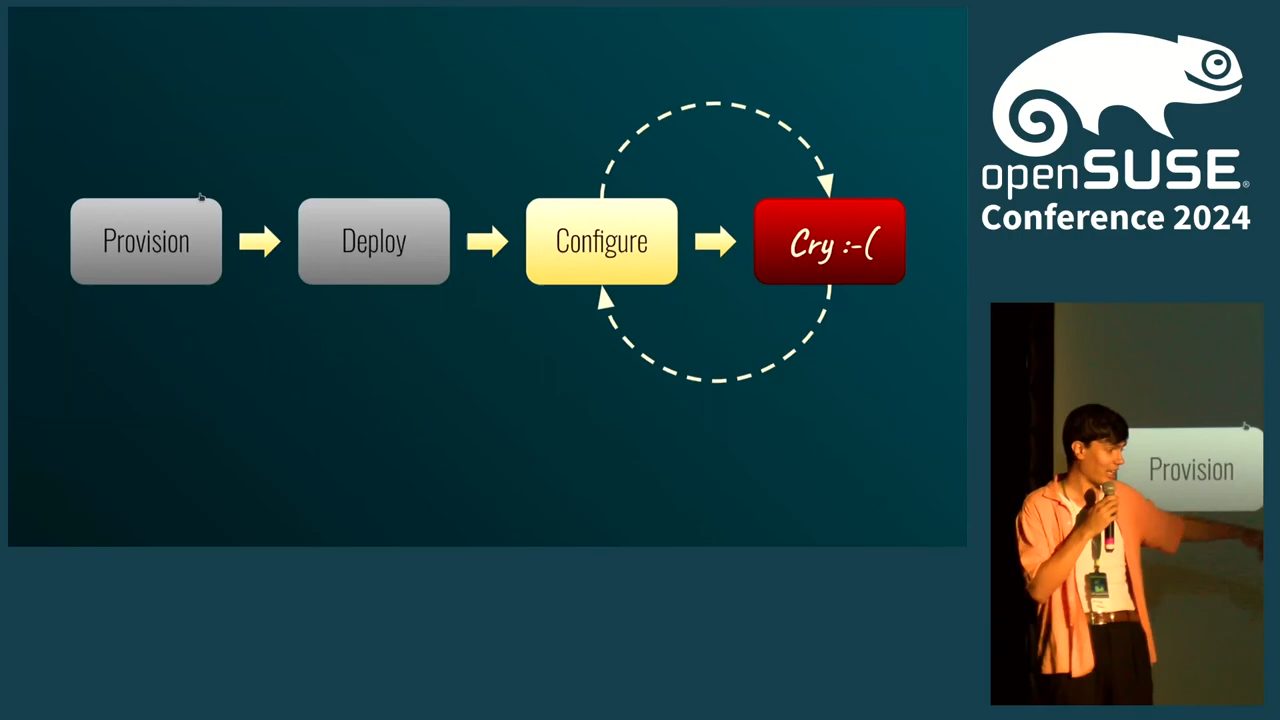 Provision
Deploy
Configure
Cry :-(
openSUSE®
Conference 2024
Provision